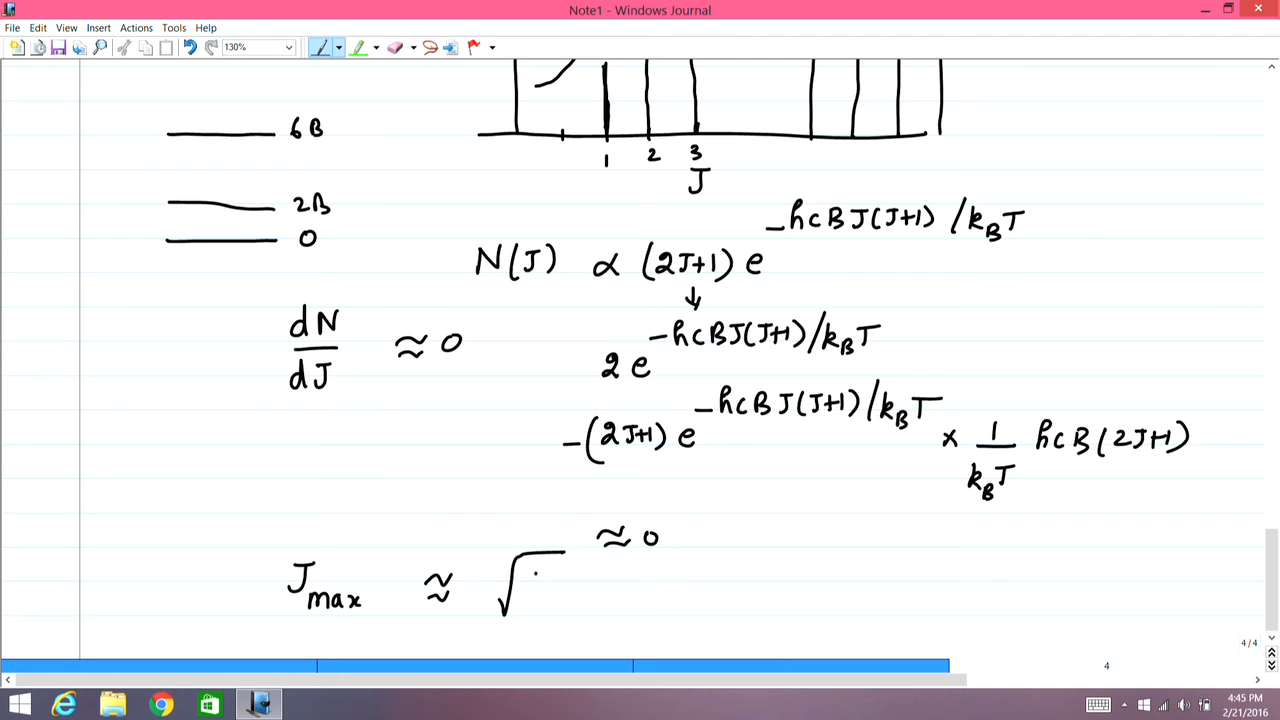 Note1 - Windows Journal
File Edit View Insert Actions Tools Help
130%
6B
1 2 3
J
2B
0
N(J) ∝ (2J+1) e^{-hcBJ(J+1)/k_BT}
↓
dN/dJ ≈ 0
2 e^{-hcBJ(J+1)/k_BT}
-(2J+1) e^{-hcBJ(J+1)/k_BT} × 1/k_BT hcB(2J+1)
≈ 0
J_max ≈ √
4/4
4
4:45 PM
2/21/2016